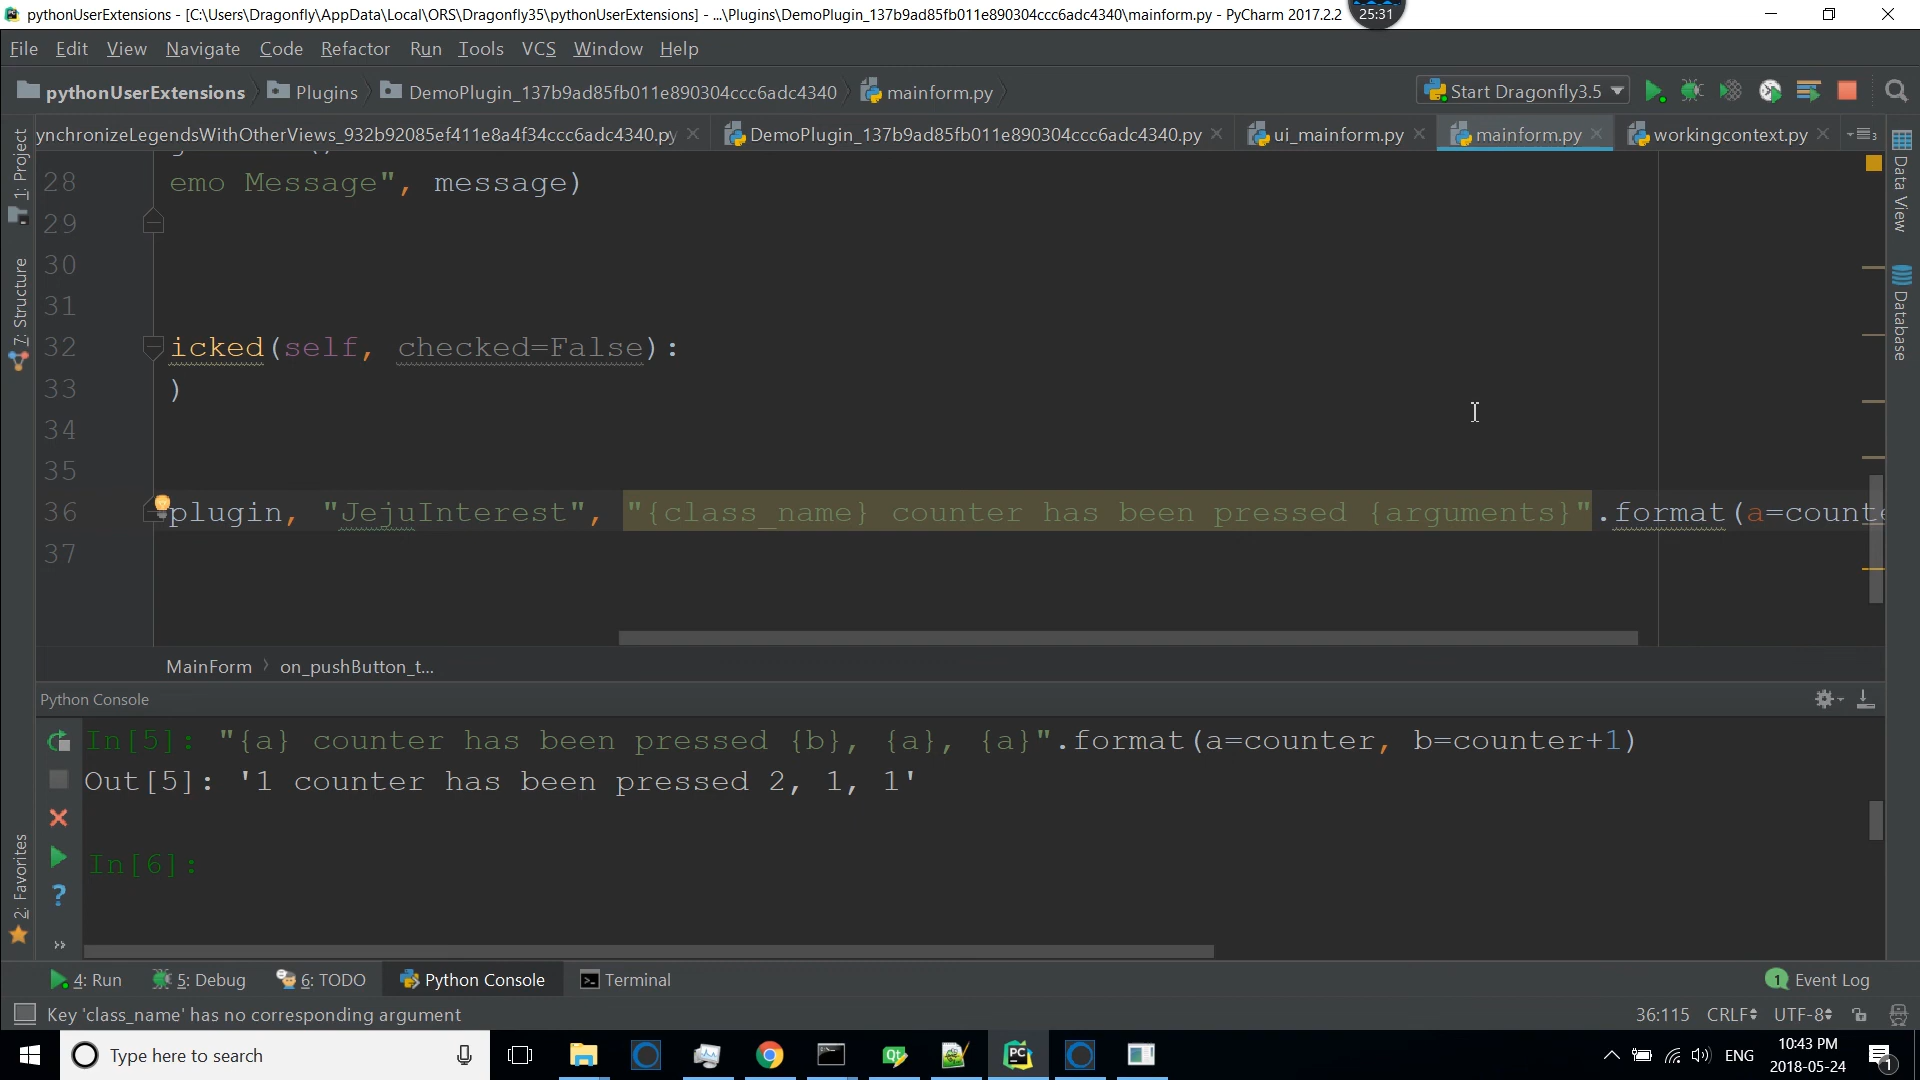 pythonUserExtensions - [C:\Users\Dragonfly\AppData\Local\ORS\Dragonfly35\pythonUserExtensions] - ...\Plugins\DemoPlugin_137b9ad85fb011e890304ccc6adc4340\mainform.py - PyCharm 2017.2.2
25:31
File Edit View Navigate Code Refactor Run Tools VCS Window Help
pythonUserExtensions Plugins DemoPlugin_137b9ad85fb011e890304ccc6adc4340 mainform.py
Start Dragonfly3.5
ynchronizeLegendsWithOtherViews_932b92085ef411e8a4f34ccc6adc4340.py DemoPlugin_137b9ad85fb011e890304ccc6adc4340.py ui_mainform.py mainform.py workingcontext.py
1: Project
7: Structure
2: Favorites
Data View
Database
28 emo Message", message)
29
30
31
32 icked(self, checked=False):
33 )
34
35
36 plugin, "JejuInterest", "{class_name} counter has been pressed {arguments}".format(a=counte
37
MainForm on_pushButton_t...
Python Console
In[5]: "{a} counter has been pressed {b}, {a}, {a}".format(a=counter, b=counter+1)
Out[5]: '1 counter has been pressed 2, 1, 1'
In[6]:
4: Run 5: Debug 6: TODO Python Console Terminal 1 Event Log
Key 'class_name' has no corresponding argument 36:115 CRLF UTF-8
Type here to search
ENG
10:43 PM
2018-05-24
1